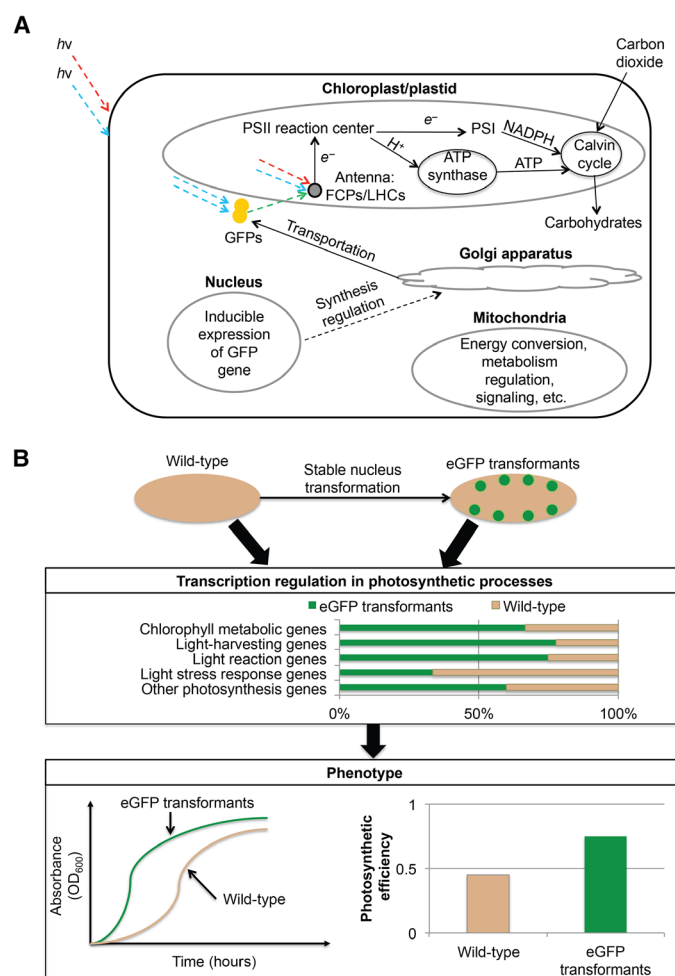 A
hv
hv
Carbon
dioxide
Chloroplast/plastid
PSII reaction center
e–
PSI
NADPH
Calvin
cycle
H+
ATP
synthase
ATP
e–
Antenna:
FCPs/LHCs
Carbohydrates
GFPs
Transportation
Golgi apparatus
Nucleus
Synthesis
regulation
Inducible
expression
of GFP
gene
Mitochondria
Energy conversion,
metabolism
regulation,
signaling, etc.
B
Wild-type
Stable nucleus
transformation
eGFP transformants
Transcription regulation in photosynthetic processes
eGFP transformants Wild-type
Chlorophyll metabolic genes
Light-harvesting genes
Light reaction genes
Light stress response genes
Other photosynthesis genes
0% 50% 100%
Phenotype
eGFP transformants
Absorbance
(OD600)
Wild-type
Time (hours)
Photosynthetic
efficiency
1
0.5
0
Wild-type
eGFP
transformants